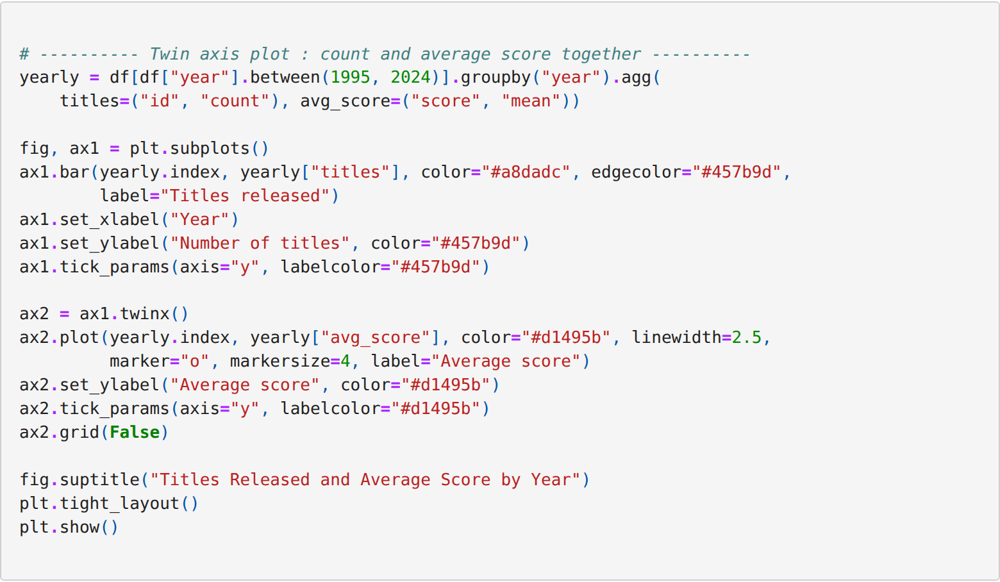 # ---------- Twin axis plot : count and average score together ----------
yearly = df[df["year"].between(1995, 2024)].groupby("year").agg(
    titles=("id", "count"), avg_score=("score", "mean"))

fig, ax1 = plt.subplots()
ax1.bar(yearly.index, yearly["titles"], color="#a8dadc", edgecolor="#457b9d",
        label="Titles released")
ax1.set_xlabel("Year")
ax1.set_ylabel("Number of titles", color="#457b9d")
ax1.tick_params(axis="y", labelcolor="#457b9d")

ax2 = ax1.twinx()
ax2.plot(yearly.index, yearly["avg_score"], color="#d1495b", linewidth=2.5,
         marker="o", markersize=4, label="Average score")
ax2.set_ylabel("Average score", color="#d1495b")
ax2.tick_params(axis="y", labelcolor="#d1495b")
ax2.grid(False)

fig.suptitle("Titles Released and Average Score by Year")
plt.tight_layout()
plt.show()